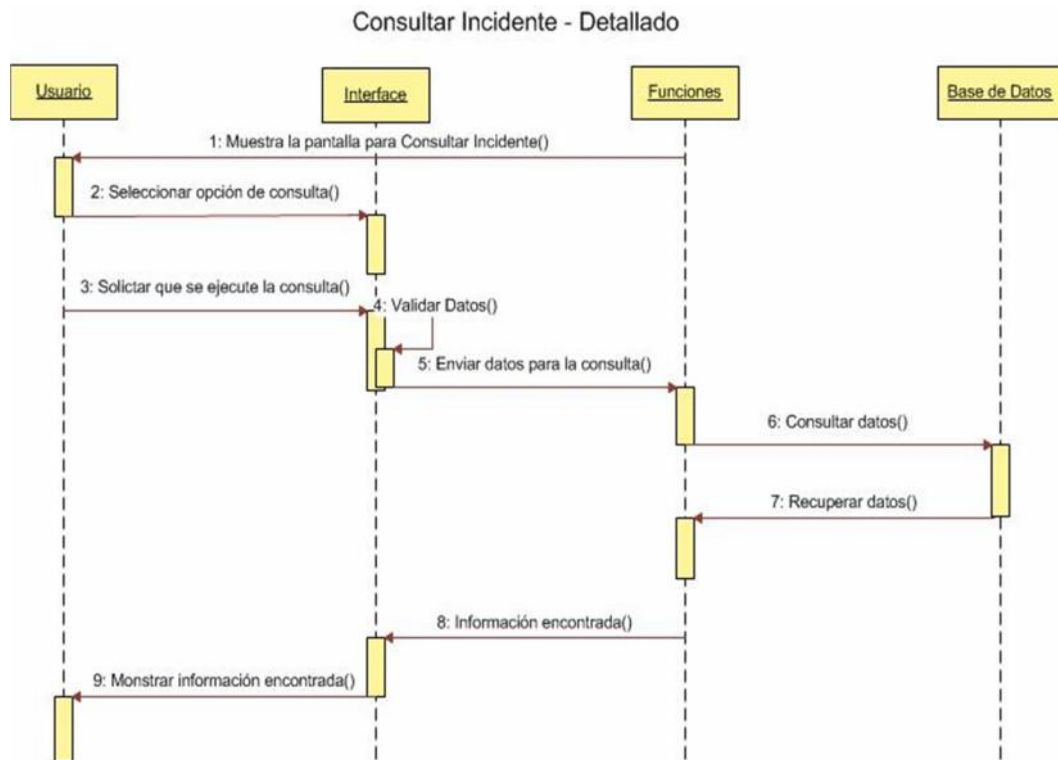 Consultar Incidente - Detallado
Usuario
Interface
Funciones
Base de Datos
1: Muestra la pantalla para Consultar Incidente()
2: Seleccionar opción de consulta()
3: Solictar que se ejecute la consulta()
4: Validar Datos()
5: Enviar datos para la consulta()
6: Consultar datos()
7: Recuperar datos()
8: Información encontrada()
9: Monstrar información encontrada()